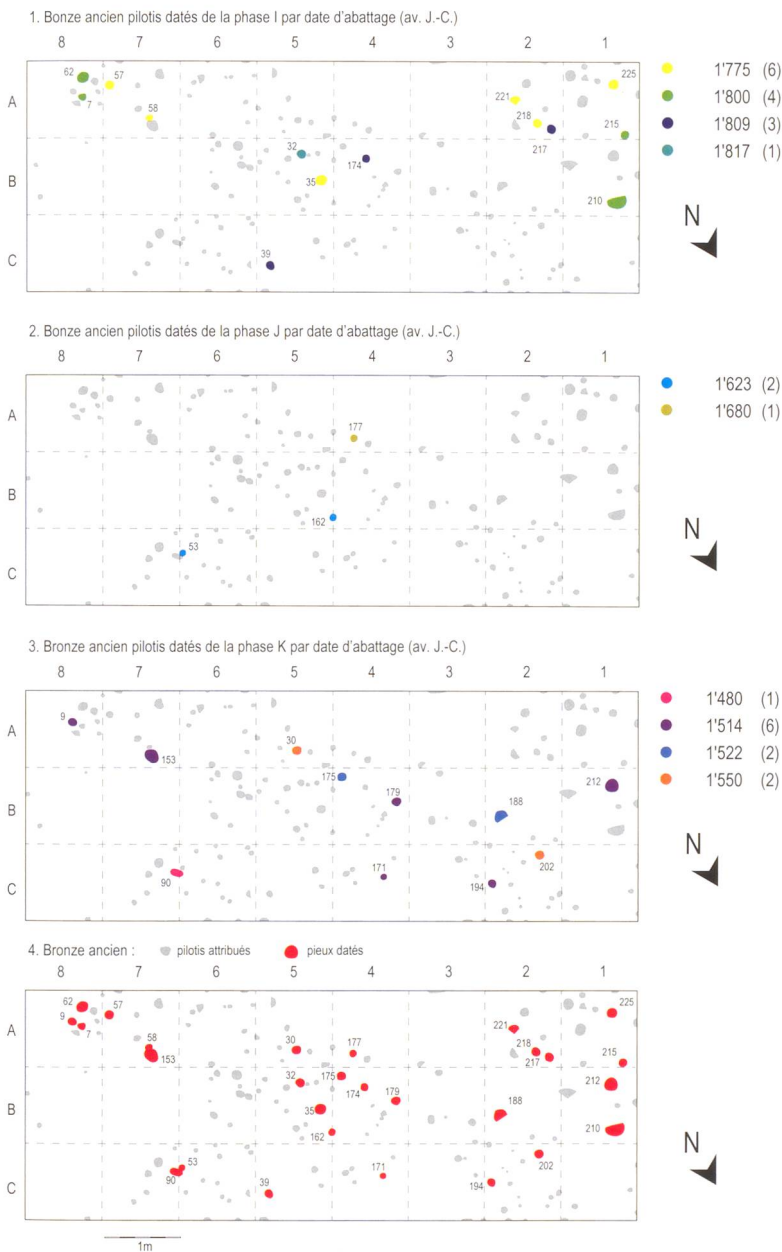 1. Bonze ancien pilotis datés de la phase I par date d'abattage (av. J.-C.)
8 7 6 5 4 3 2 1
62 57 225
A 7 221
58 218 215
217
32 174
B 35 210
C 39
1'775 (6)
1'800 (4)
1'809 (3)
1'817 (1)
N
2. Bonze ancien pilotis datés de la phase J par date d'abattage (av. J.-C.)
8 7 6 5 4 3 2 1
A 177
B 162
C 53
1'623 (2)
1'680 (1)
N
3. Bronze ancien pilotis datés de la phase K par date d'abattage (av. J.-C.)
8 7 6 5 4 3 2 1
A 9 30
153
175 179 212
B 188
C 90 171 194 202
1'480 (1)
1'514 (6)
1'522 (2)
1'550 (2)
N
4. Bronze ancien : pilotis attribués pieux datés
8 7 6 5 4 3 2 1
62 57 225
A 9 7 221
58 30 177 218 215
153 217
32 175 174 179 212
B 35 188 210
162
53 202
C 90 39 171 194
N
1m